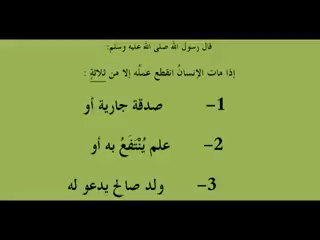 قال رسول الله صلى الله عليه وسلم:
إذا مات الإنسانُ انقطع عملُه إلا من ثلاثةٍ :
1- صدقة جارية أو
2- علم يُنْتَفَعُ به أو
3- ولد صالح يدعو له